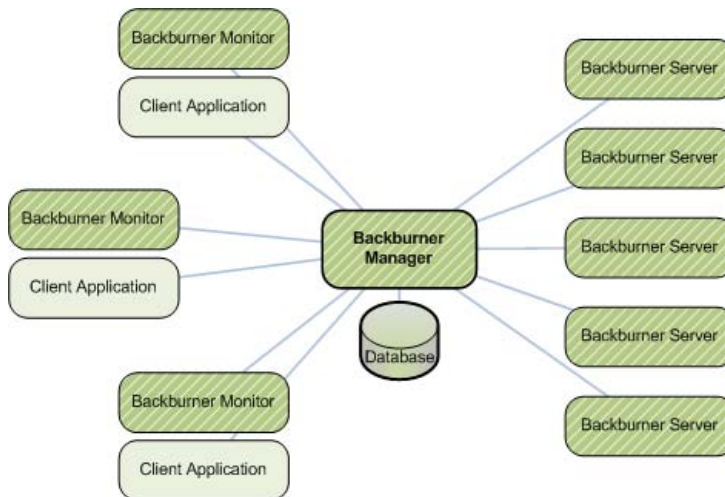 Backburner Monitor
Client Application
Backburner Monitor
Client Application
Backburner Monitor
Client Application
Backburner
Manager
Database
Backburner Server
Backburner Server
Backburner Server
Backburner Server
Backburner Server